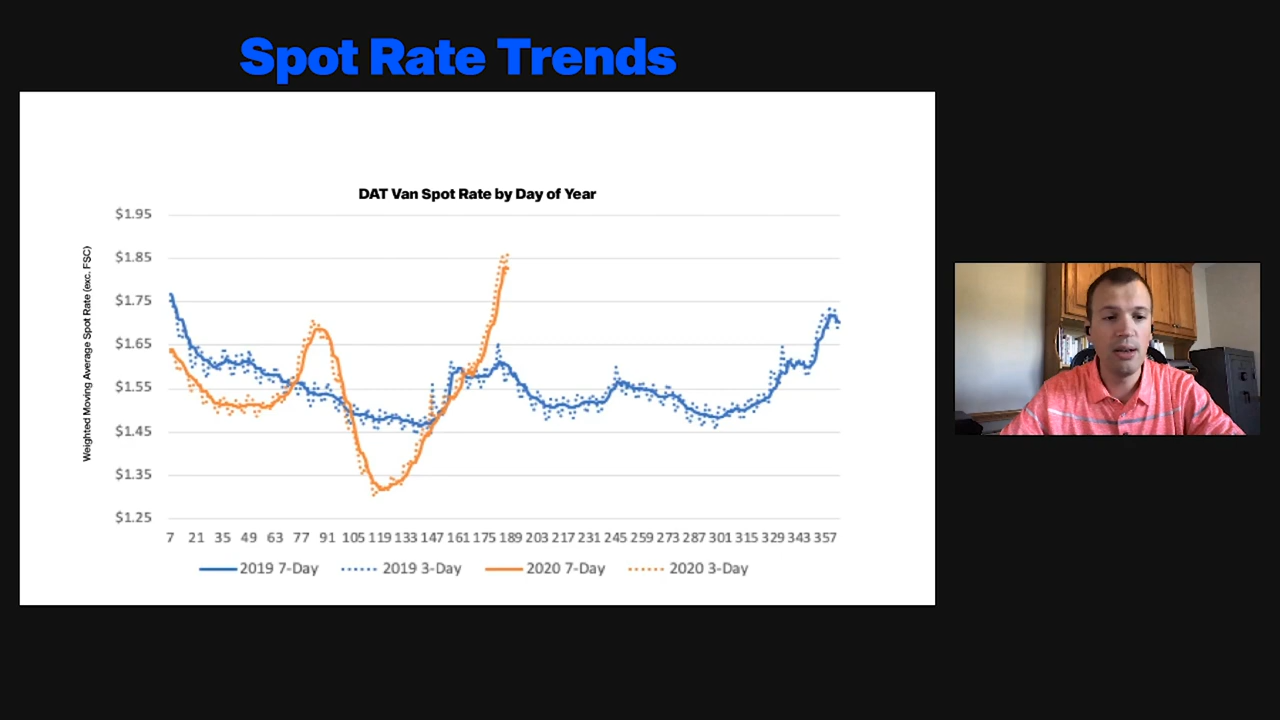 Spot Rate Trends
DAT Van Spot Rate by Day of Year
Weighted Moving Average Spot Rate (exc. FSC)
$1.95
$1.85
$1.75
$1.65
$1.55
$1.45
$1.35
$1.25
7 21 35 49 63 77 91 105 119 133 147 161 175 189 203 217 231 245 259 273 287 301 315 329 343 357
2019 7-Day 2019 3-Day 2020 7-Day 2020 3-Day